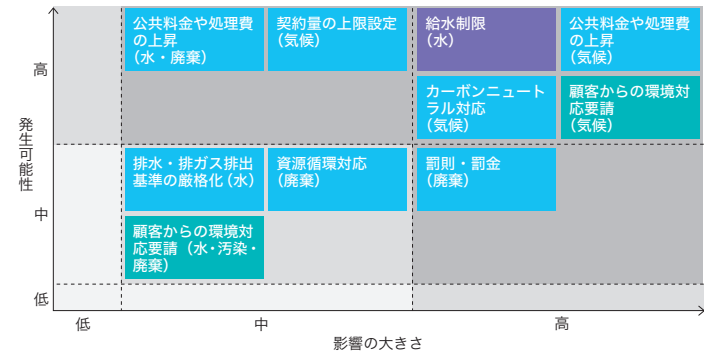 公共料金や処理費
の上昇
（水・廃棄）
契約量の上限設定
（気候）
給水制限
（水）
公共料金や処理費
の上昇
（気候）
高
カーボンニュート
ラル対応
（気候）
顧客からの環境対
応要請
（気候）
発生可能性
排水・排ガス排出
基準の厳格化（水）
資源循環対応
（廃棄）
罰則・罰金
（廃棄）
中
顧客からの環境対
応要請（水・汚染・
廃棄）
低
低
中
高
影響の大きさ